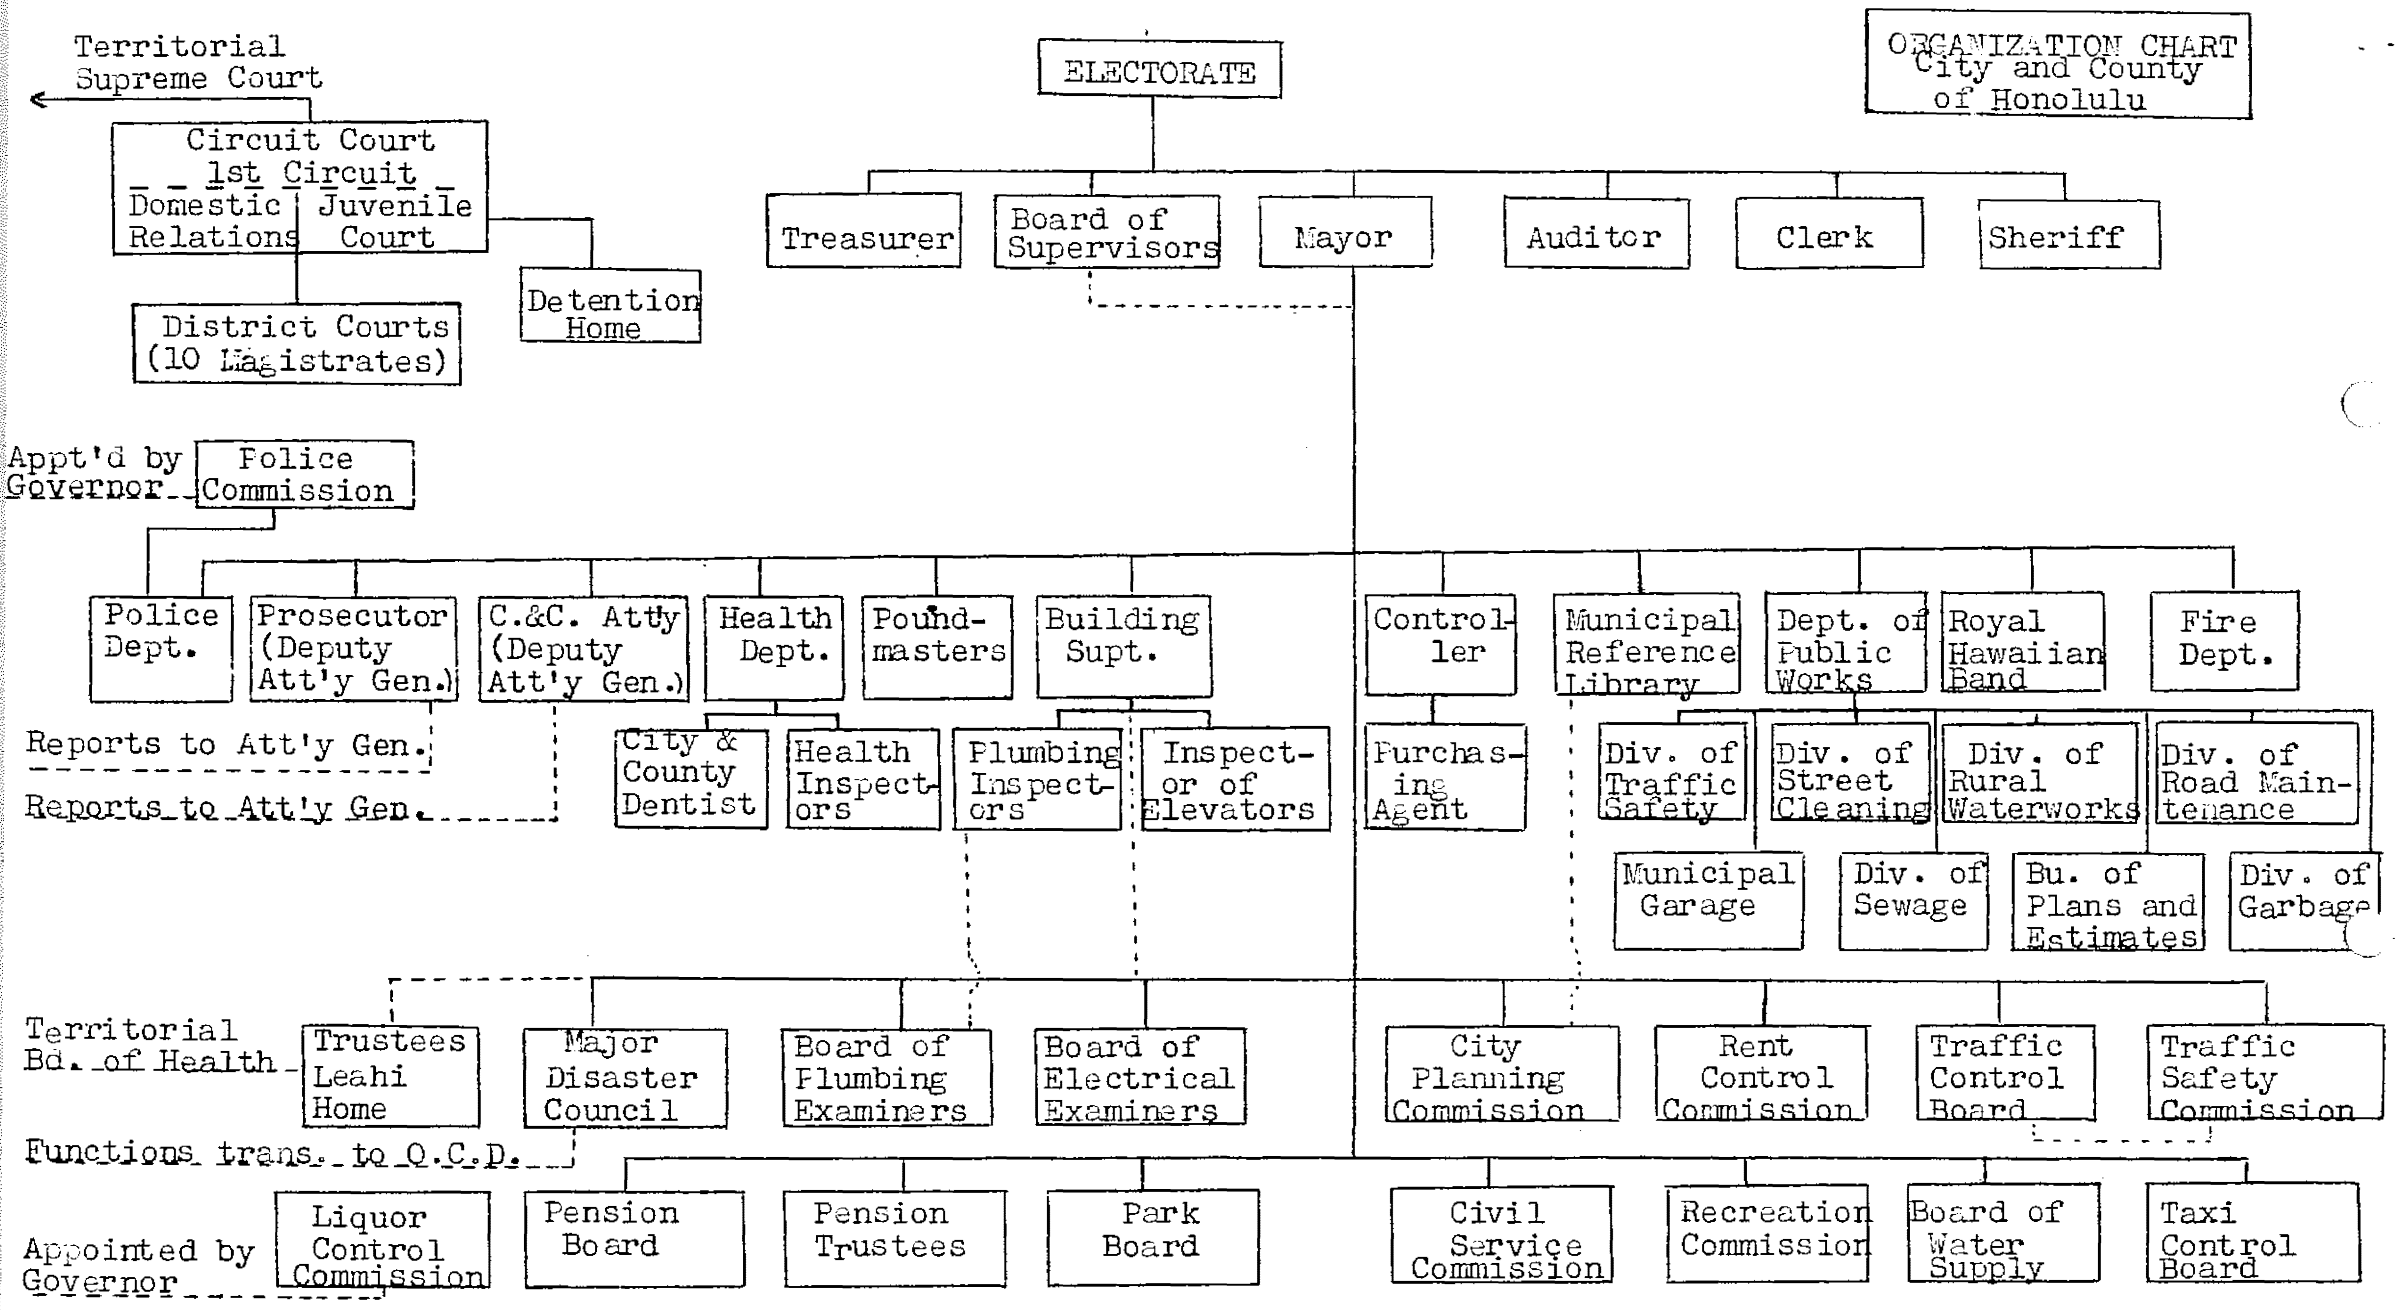 ORGANIZATION CHART
City and County
of Honolulu
Territorial
Supreme Court
ELECTORATE
Circuit Court
1st Circuit
Domestic
Relations
Juvenile
Court
Detention
Home
District Courts
(10 Magistrates)
Treasurer
Board of
Supervisors
Mayor
Auditor
Clerk
Sheriff
Appt'd by
Governor
Police
Commission
Police
Dept.
Prosecutor
(Deputy
Att'y Gen.)
C.&C. Att'y
(Deputy
Att'y Gen.)
Health
Dept.
Pound-
masters
Building
Supt.
Control-
ler
Municipal
Reference
Library
Dept. of
Public
Works
Royal
Hawaiian
Band
Fire
Dept.
Reports to Att'y Gen.
Reports to Att'y Gen.
City &
County
Dentist
Health
Inspect-
ors
Plumbing
Inspect-
ors
Inspect-
or of
Elevators
Purchas-
ing
Agent
Div. of
Traffic
Safety
Div. of
Street
Cleaning
Div. of
Rural
Waterworks
Div. of
Road Main-
tenance
Municipal
Garage
Div. of
Sewage
Bu. of
Plans and
Estimates
Div. of
Garbage
Territorial
Bd. of Health
Trustees
Leahi
Home
Major
Disaster
Council
Board of
Plumbing
Examiners
Board of
Electrical
Examiners
City
Planning
Commission
Rent
Control
Commission
Traffic
Control
Board
Traffic
Safety
Commission
Functions trans. to O.C.D.
Appointed by
Governor
Liquor
Control
Commission
Pension
Board
Pension
Trustees
Park
Board
Civil
Service
Commission
Recreation
Commission
Board of
Water
Supply
Taxi
Control
Board